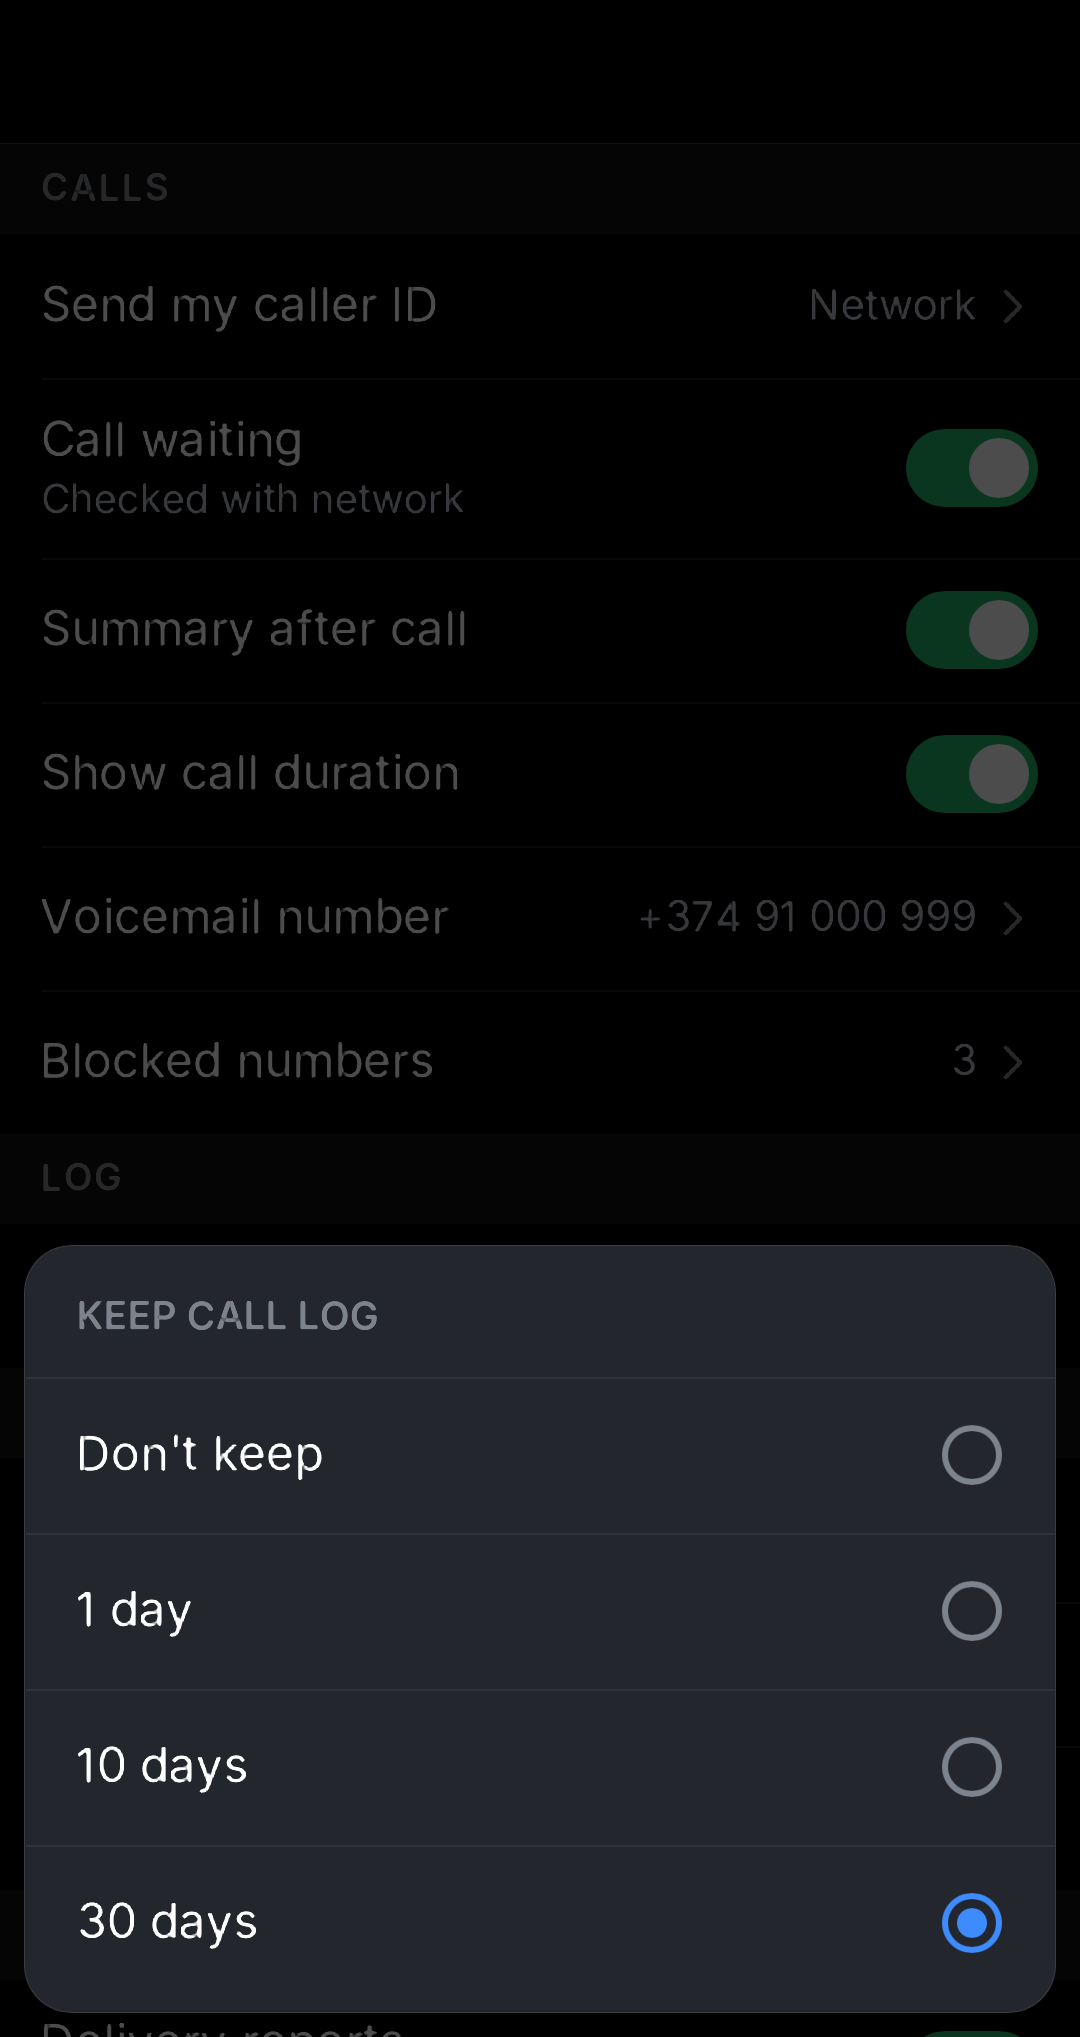 CALLS
Send my caller ID
Network
Call waiting
Checked with network
Summary after call
Show call duration
Voicemail number
+374 91 000 999
Blocked numbers
3
LOG
KEEP CALL LOG
Don't keep
1 day
10 days
30 days
Delivery reports